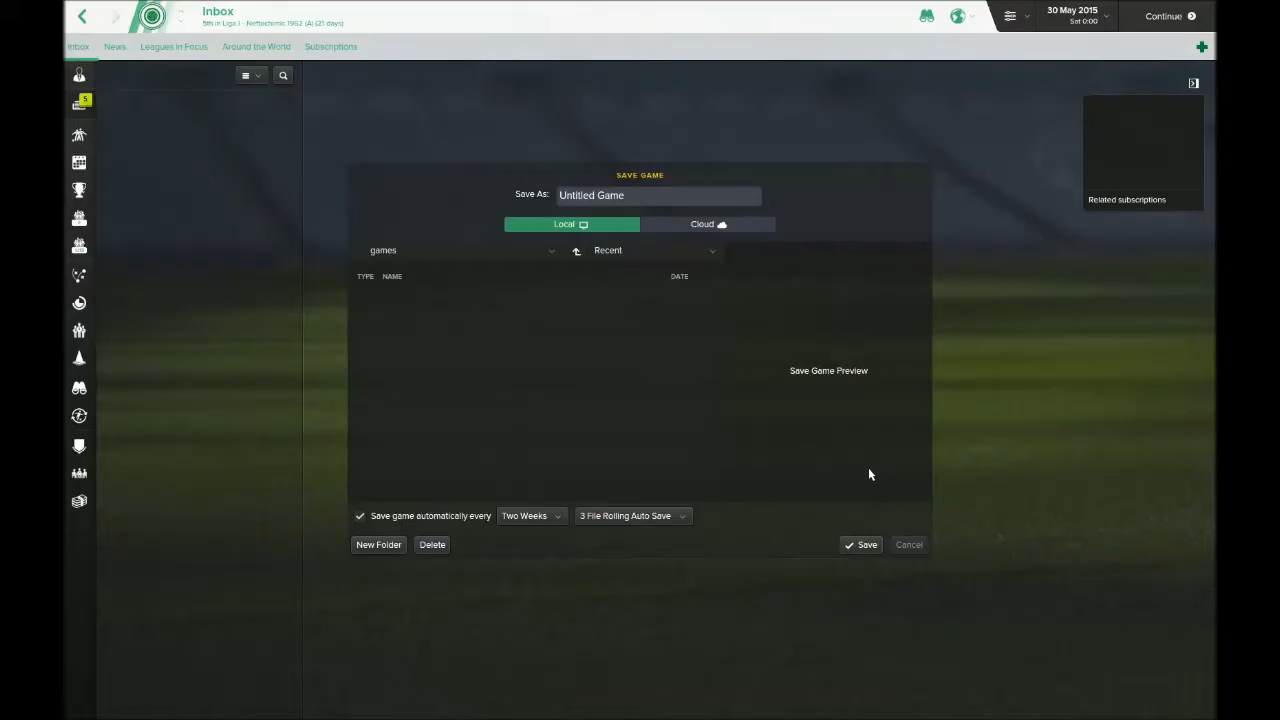 Inbox
5th in Liga I - Neftochimic 1962 (A) (21 days)
30 May 2015
Sat 0:00
Continue
Inbox News Leagues in Focus Around the World Subscriptions
5
Related subscriptions
SAVE GAME
Save As: Untitled Game
Local Cloud
games Recent
TYPE NAME DATE
Save Game Preview
Save game automatically every Two Weeks 3 File Rolling Auto Save
New Folder Delete Save Cancel